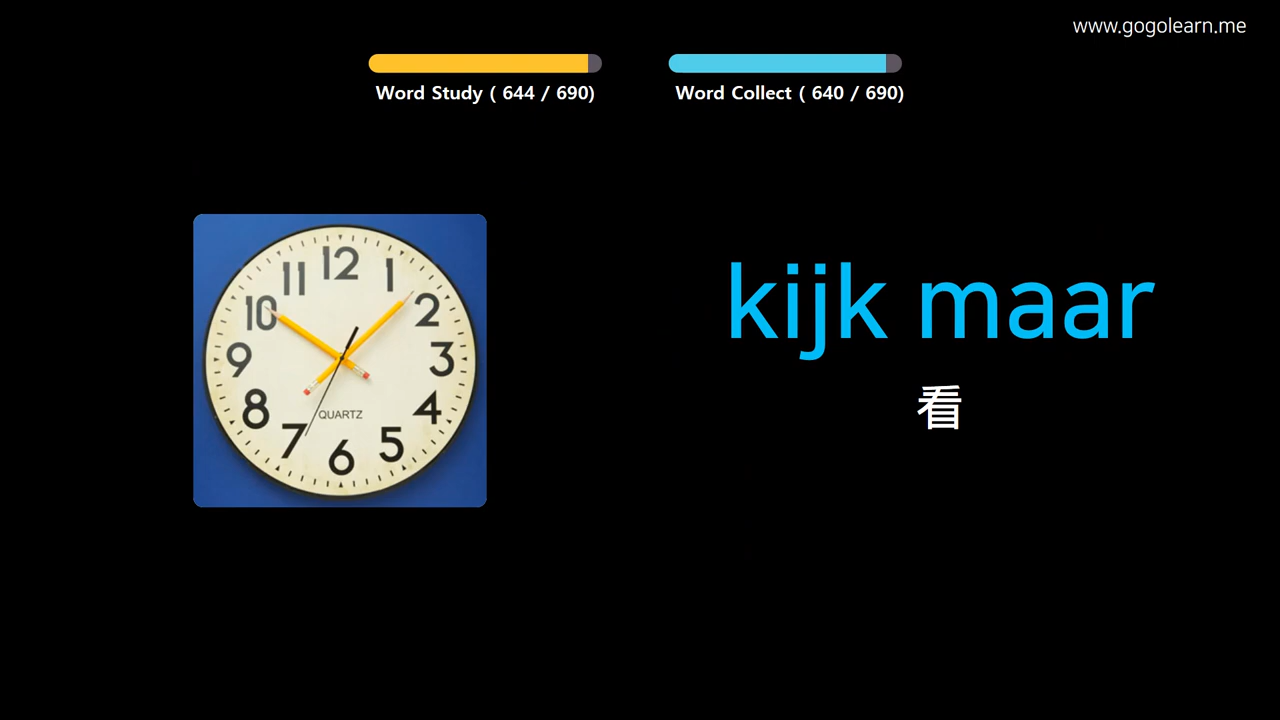 www.gogolearn.me
Word Study ( 644 / 690)
Word Collect ( 640 / 690)
12
11
1
10
2
9
3
8
4
QUARTZ
7
5
6
kijk maar
看